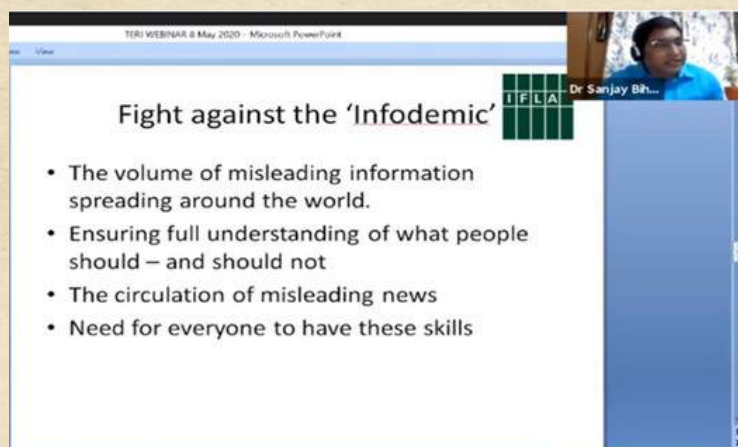 TERI WEBINAR 8 May 2020 - Microsoft PowerPoint
View
Dr Sanjay Bih...
IFLA
Fight against the ‘Infodemic’
• The volume of misleading information
spreading around the world.
• Ensuring full understanding of what people
should – and should not
• The circulation of misleading news
• Need for everyone to have these skills